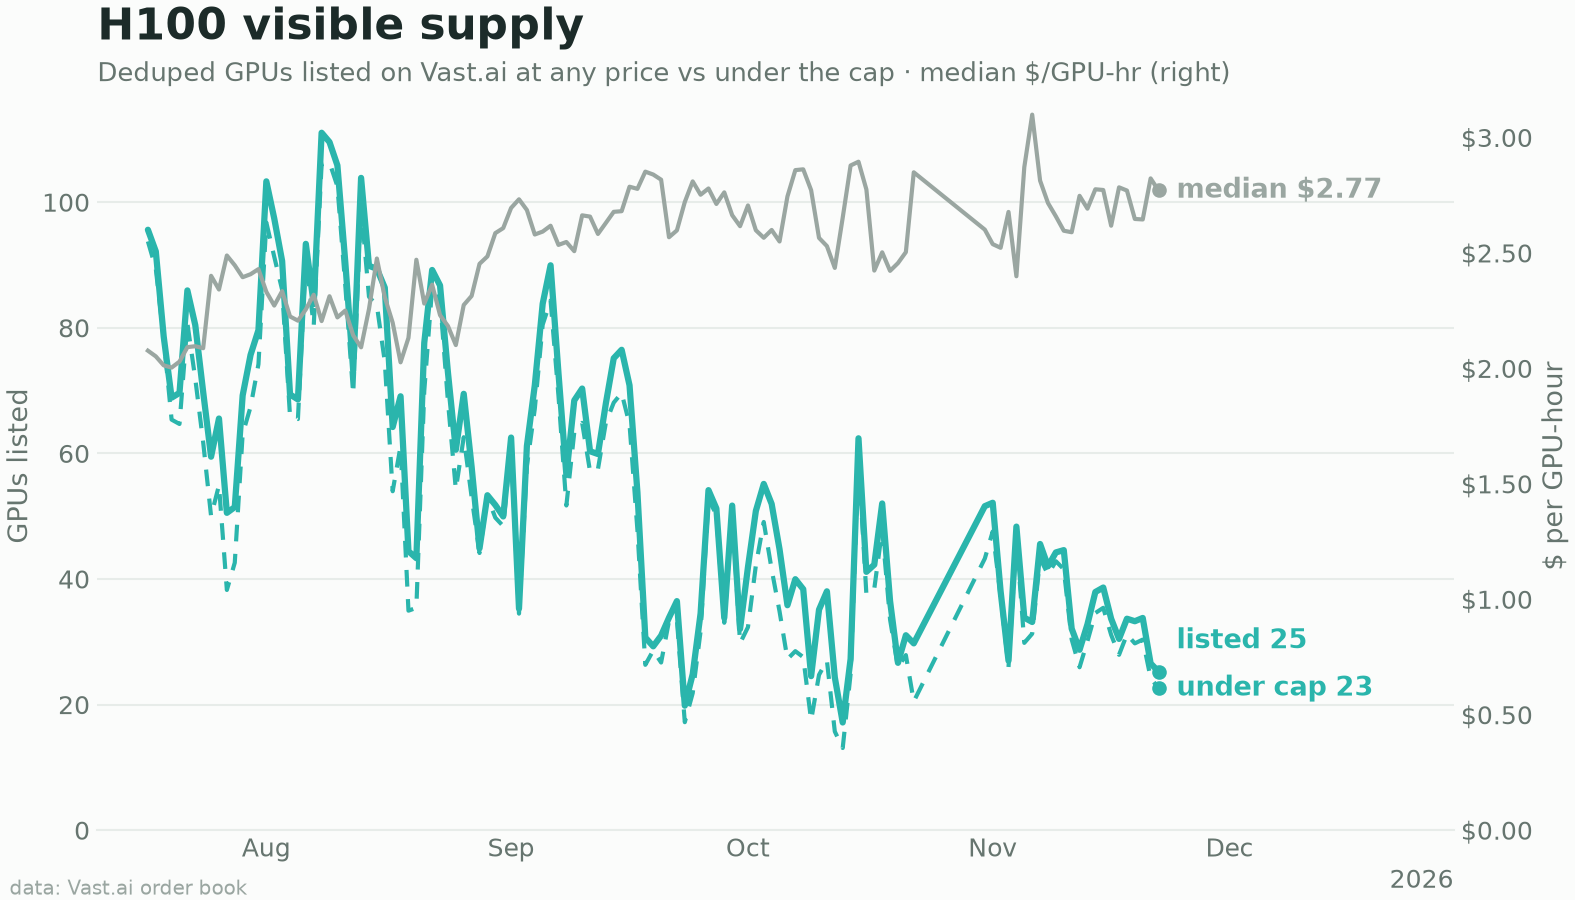 H100 visible supply
Deduped GPUs listed on Vast.ai at any price vs under the cap · median $/GPU-hr (right)
GPUs listed
100
80
60
40
20
0
$3.00
$2.50
$2.00
$1.50
$1.00
$0.50
$0.00
$ per GPU-hour
median $2.77
listed 25
under cap 23
Aug Sep Oct Nov Dec
2026
data: Vast.ai order book